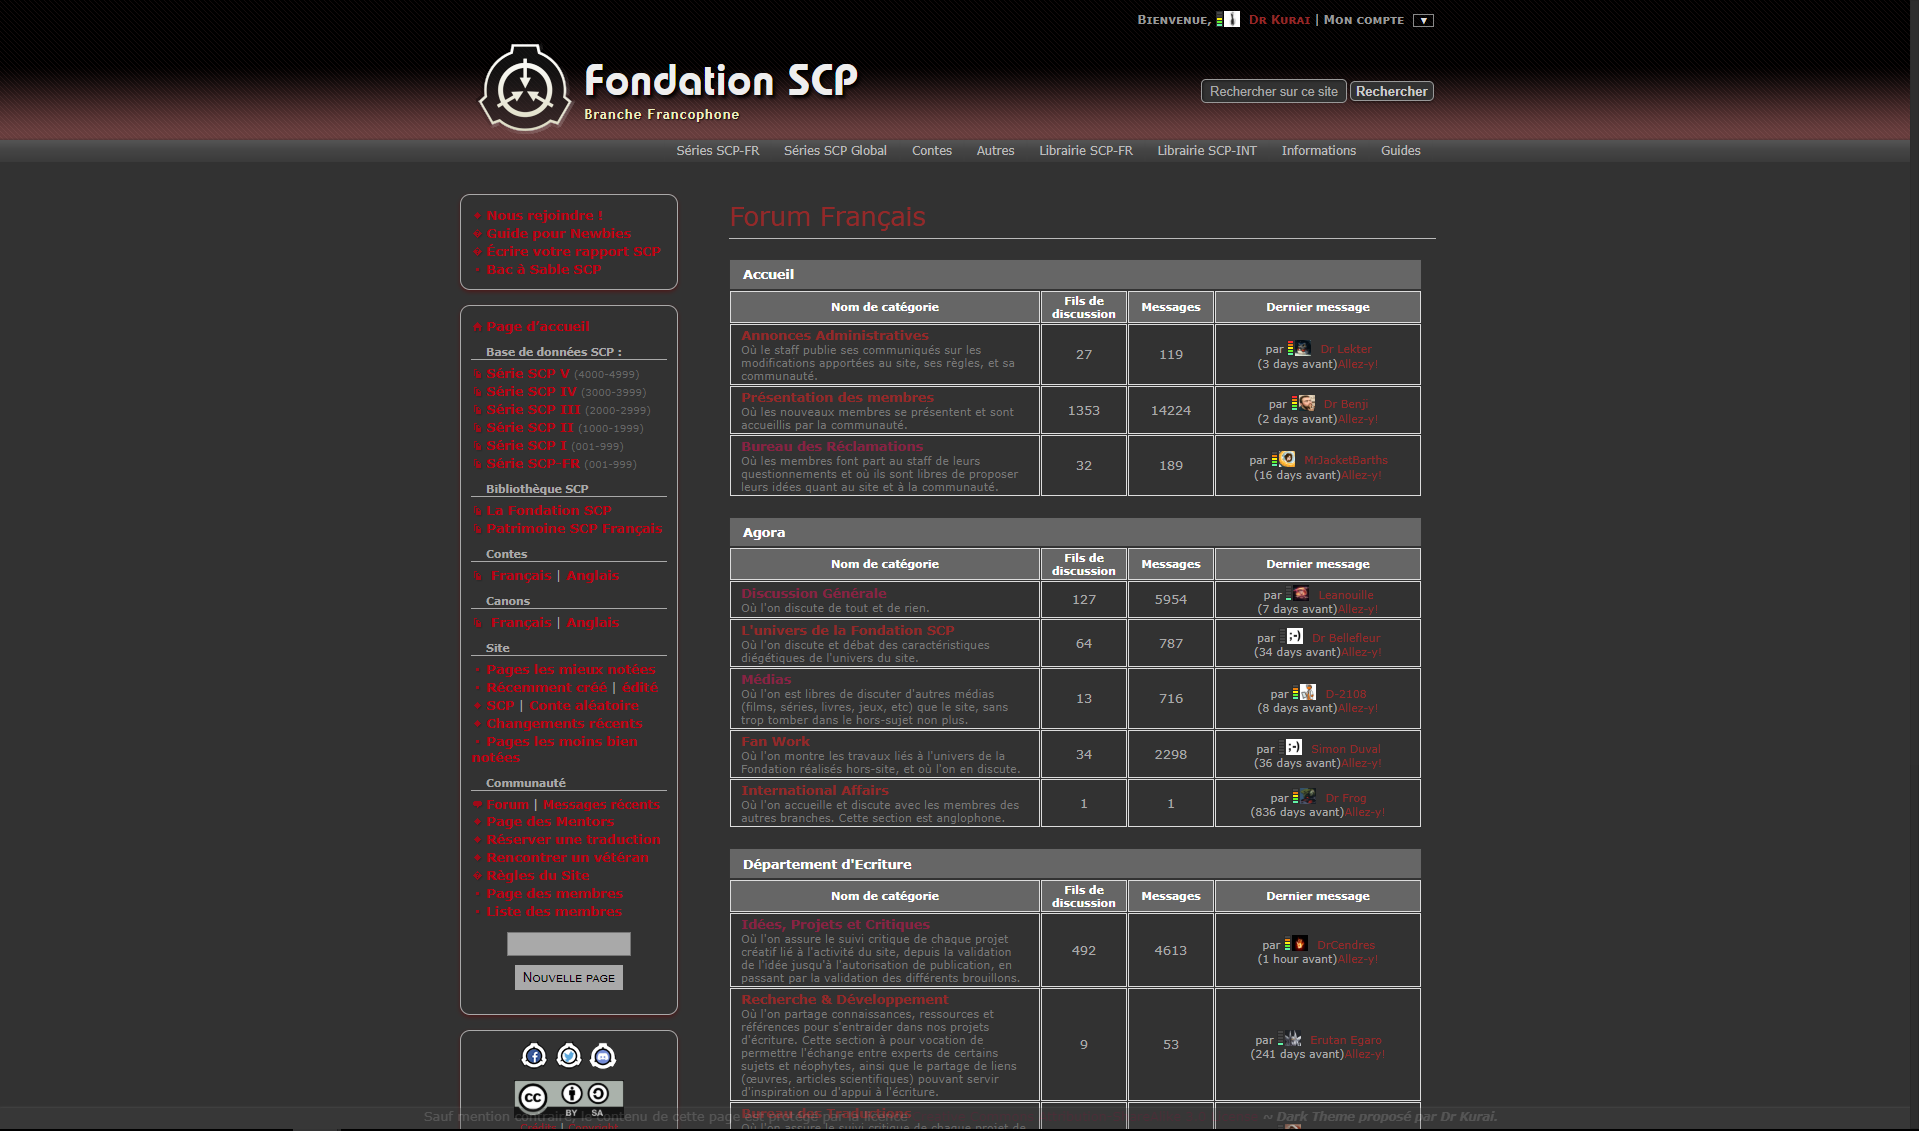 Bienvenue, Dr Kurai | Mon compte ▼
Fondation SCP
Branche Francophone
Rechercher sur ce site Rechercher
Séries SCP-FR Séries SCP Global Contes Autres Librairie SCP-FR Librairie SCP-INT Informations Guides
Nous rejoindre !
Guide pour Newbies
Écrire votre rapport SCP
Bac à Sable SCP
Page d'accueil
Base de données SCP :
Série SCP V (4000-4999)
Série SCP IV (3000-3999)
Série SCP III (2000-2999)
Série SCP II (1000-1999)
Série SCP I (001-999)
Série SCP-FR (001-999)
Bibliothèque SCP
La Fondation SCP
Patrimoine SCP Français
Contes
Français | Anglais
Canons
Français | Anglais
Site
Pages les mieux notées
Récemment créé | édité
SCP | Conte aléatoire
Changements récents
Pages les moins bien
notées
Communauté
Forum | Messages récents
Page des Mentors
Réserver une traduction
Rencontrer un vétéran
Règles du Site
Page des membres
Liste des membres
Nouvelle page
cc BY SA
Crédits | Copyright
Forum Français
Accueil
Nom de catégorie Fils de discussion Messages Dernier message
Annonces Administratives
Où le staff publie ses communiqués sur les
modifications apportées au site, ses règles, et sa
communauté.
27 119 par Dr Lekter
(3 days avant)Allez-y!
Présentation des membres
Où les nouveaux membres se présentent et sont
accueillis par la communauté.
1353 14224 par Dr Benji
(2 days avant)Allez-y!
Bureau des Réclamations
Où les membres font part au staff de leurs
questionnements et où ils sont libres de proposer
leurs idées quant au site et à la communauté.
32 189 par MrJacketBarths
(16 days avant)Allez-y!
Agora
Nom de catégorie Fils de discussion Messages Dernier message
Discussion Générale
Où l'on discute de tout et de rien.
127 5954 par Leanouille
(7 days avant)Allez-y!
L'univers de la Fondation SCP
Où l'on discute et débat des caractéristiques
diégétiques de l'univers du site.
64 787 par ;-) Dr Bellefleur
(34 days avant)Allez-y!
Médias
Où l'on est libres de discuter d'autres médias
(films, séries, livres, jeux, etc) que le site, sans
trop tomber dans le hors-sujet non plus.
13 716 par D-2108
(8 days avant)Allez-y!
Fan Work
Où l'on montre les travaux liés à l'univers de la
Fondation réalisés hors-site, et où l'on en discute.
34 2298 par ;-) Simon Duval
(36 days avant)Allez-y!
International Affairs
Où l'on accueille et discute avec les membres des
autres branches. Cette section est anglophone.
1 1 par Dr Frog
(836 days avant)Allez-y!
Département d'Ecriture
Nom de catégorie Fils de discussion Messages Dernier message
Idées, Projets et Critiques
Où l'on assure le suivi critique de chaque projet
créatif lié à l'activité du site, depuis la validation
de l'idée jusqu'à l'autorisation de publication, en
passant par la validation des différents brouillons.
492 4613 par DrCendres
(1 hour avant)Allez-y!
Recherche & Développement
Où l'on partage connaissances, ressources et
références pour s'entraider dans nos projets
d'écriture. Cette section à pour vocation de
permettre l'échange entre experts de certains
sujets et néophytes, ainsi que le partage de liens
(œuvres, articles scientifiques) pouvant servir
d'inspiration ou d'appui à l'écriture.
9 53 par Erutan Egaro
(241 days avant)Allez-y!
Bureau des Traductions
Où l'on assure le suivi critique de chaque projet de
Sauf mention contraire, le contenu de cette page est protégé par la licence
~ Dark Theme proposé par Dr Kurai.